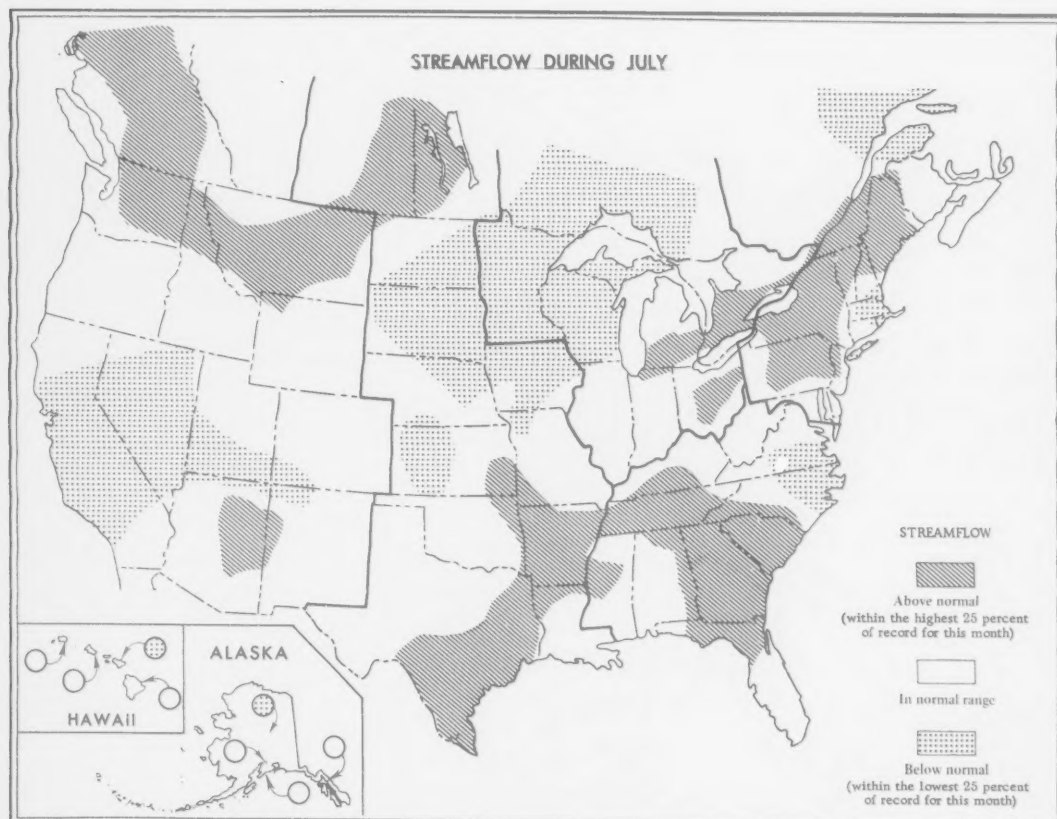 STREAMFLOW DURING JULY
STREAMFLOW
Above normal
(within the highest 25 percent
of record for this month)
In normal range
Below normal
(within the lowest 25 percent
of record for this month)
HAWAII
ALASKA